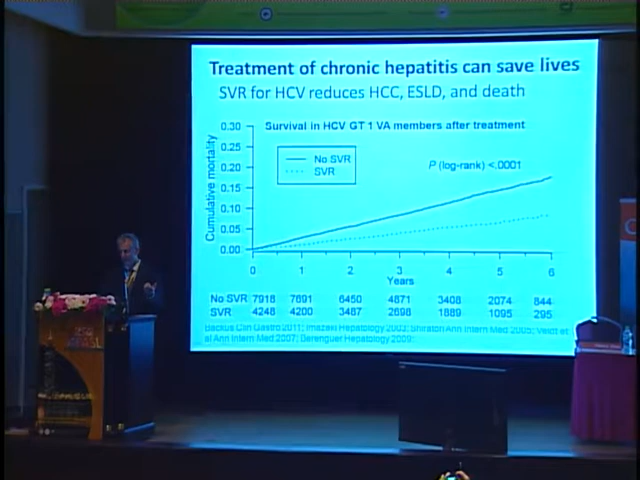 Treatment of chronic hepatitis can save lives
SVR for HCV reduces HCC, ESLD, and death
Survival in HCV GT 1 VA members after treatment
Cumulative mortality
0.30
0.25
0.20
0.15
0.10
0.05
0.00
No SVR
SVR
P (log-rank) <.0001
0 1 2 3 4 5 6
Years
No SVR 7918 7691 6450 4871 3408 2074 844
SVR 4248 4200 3487 2698 1889 1095 295
Backus Clin Gastro 2011; Imazeki Hepatology 2003; Shiratori Ann Intern Med 2005; Veldt et
al Ann Intern Med 2007; Berenguer Hepatology 2009;